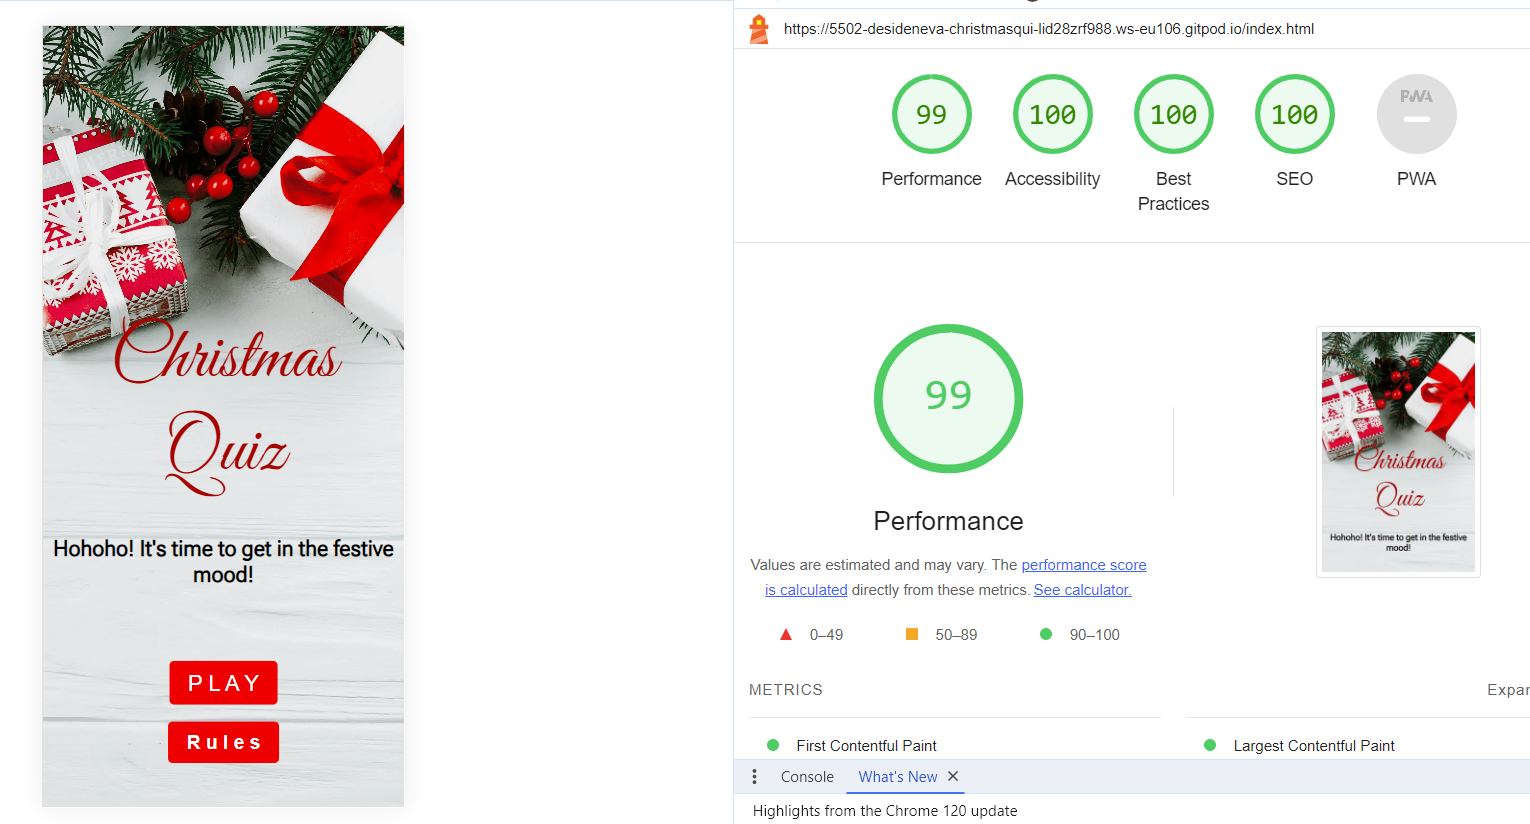 Christmas
Quiz
Hohoho! It's time to get in the festive
mood!
PLAY
Rules
https://5502-desideneva-christmasqui-lid28zrf988.ws-eu106.gitpod.io/index.html
99
100
100
100
PWA
Performance
Accessibility
Best
Practices
SEO
PWA
99
Performance
Values are estimated and may vary. The performance score
is calculated directly from these metrics. See calculator.
0–49
50–89
90–100
Christmas
Quiz
Hohoho! It's time to get in the festive
mood!
METRICS
Expan
First Contentful Paint
Largest Contentful Paint
Console
What's New
Highlights from the Chrome 120 update